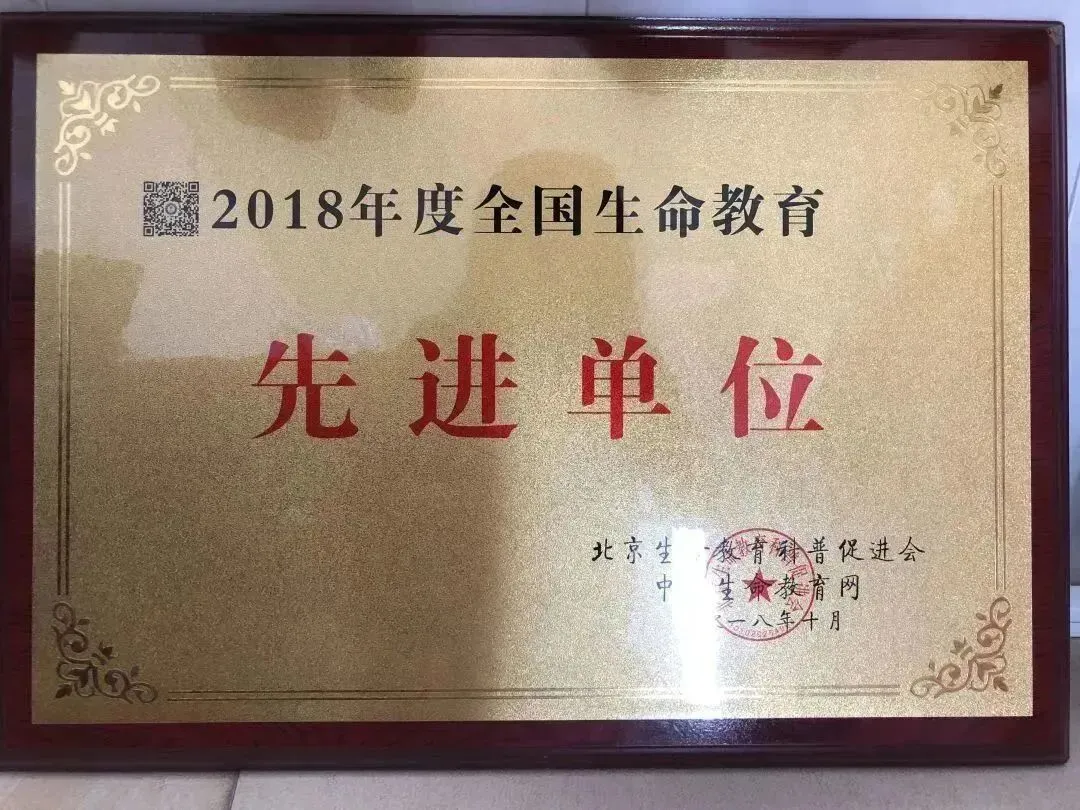 2018年度全国生命教育
先进单位
北京生命教育科普促进会
中 生命教育网
一八年十月